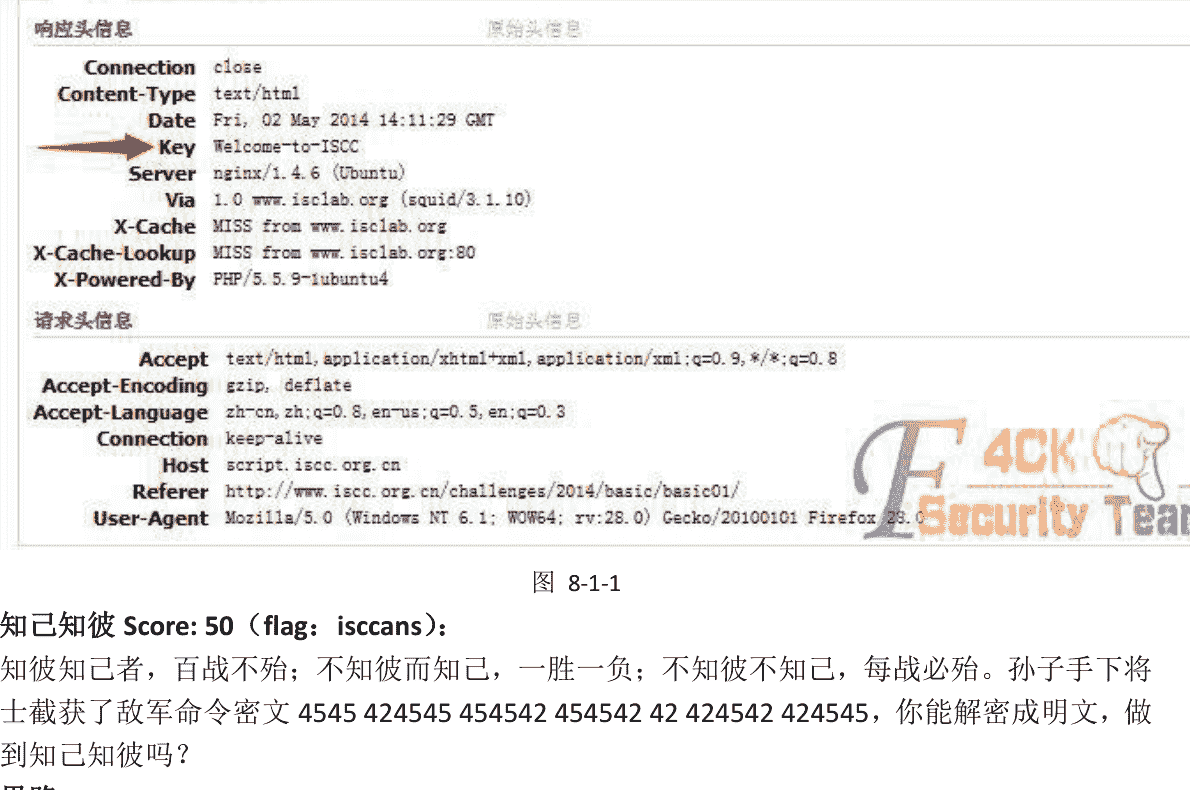 响应头信息 原始头信息
Connection close
Content-Type text/html
Date Fri, 02 May 2014 14:11:29 GMT
Key Welcome-to-ISCC
Server nginx/1.4.6 (Ubuntu)
Via 1.0 www.isclab.org (squid/3.1.10)
X-Cache MISS from www.isclab.org
X-Cache-Lookup MISS from www.isclab.org:80
X-Powered-By PHP/5.5.9-1ubuntu4
请求头信息 原始头信息
Accept text/html,application/xhtml+xml,application/xml;q=0.9,*/*;q=0.8
Accept-Encoding gzip, deflate
Accept-Language zh-cn,zh;q=0.8,en-us;q=0.5,en;q=0.3
Connection keep-alive
Host script.iscc.org.cn
Referer http://www.iscc.org.cn/challenges/2014/basic/basic01/
User-Agent Mozilla/5.0 (Windows NT 6.1; WOW64; rv:28.0) Gecko/20100101 Firefox/28.0
F4CK
Security Team
图 8-1-1
知己知彼 Score: 50（flag：isccans）：
知彼知己者，百战不殆；不知彼而知己，一胜一负；不知彼不知己，每战必殆。孙子手下将
士截获了敌军命令密文 4545 424545 454542 454542 42 424542 424545，你能解密成明文，做
到知己知彼吗？